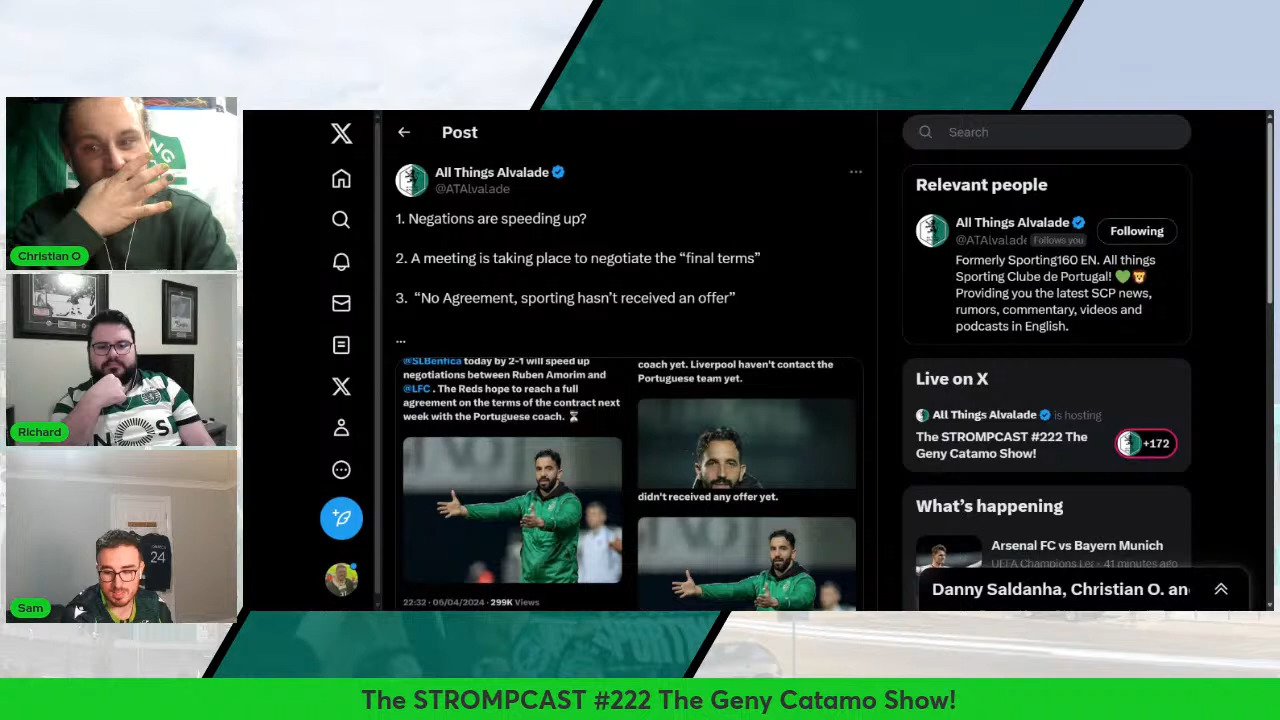 NG
Christian O
NOS
Richard
24
Sam
Post
All Things Alvalade
@ATAlvalade
1. Negations are speeding up?
2. A meeting is taking place to negotiate the “final terms”
3. “No Agreement, sporting hasn’t received an offer”
...
@SLBenfica today by 2-1 will speed up
negotiations between Ruben Amorim and
@LFC . The Reds hope to reach a full
agreement on the terms of the contract next
week with the Portuguese coach. ⌛
22:32 · 06/04/2024 · 299K Views
coach yet. Liverpool haven't contact the
Portuguese team yet.
didn't received any offer yet.
Search
Relevant people
All Things Alvalade
@ATAlvalade Follows you
Following
Formerly Sporting160 EN. All things
Sporting Clube de Portugal! 💚🦁
Providing you the latest SCP news,
rumors, commentary, videos and
podcasts in English.
Live on X
All Things Alvalade is hosting
The STROMPCAST #222 The
Geny Catamo Show!
+172
What’s happening
Arsenal FC vs Bayern Munich
UEFA Champions Lea · 41 minutes ago
Danny Saldanha, Christian O. an
The STROMPCAST #222 The Geny Catamo Show!